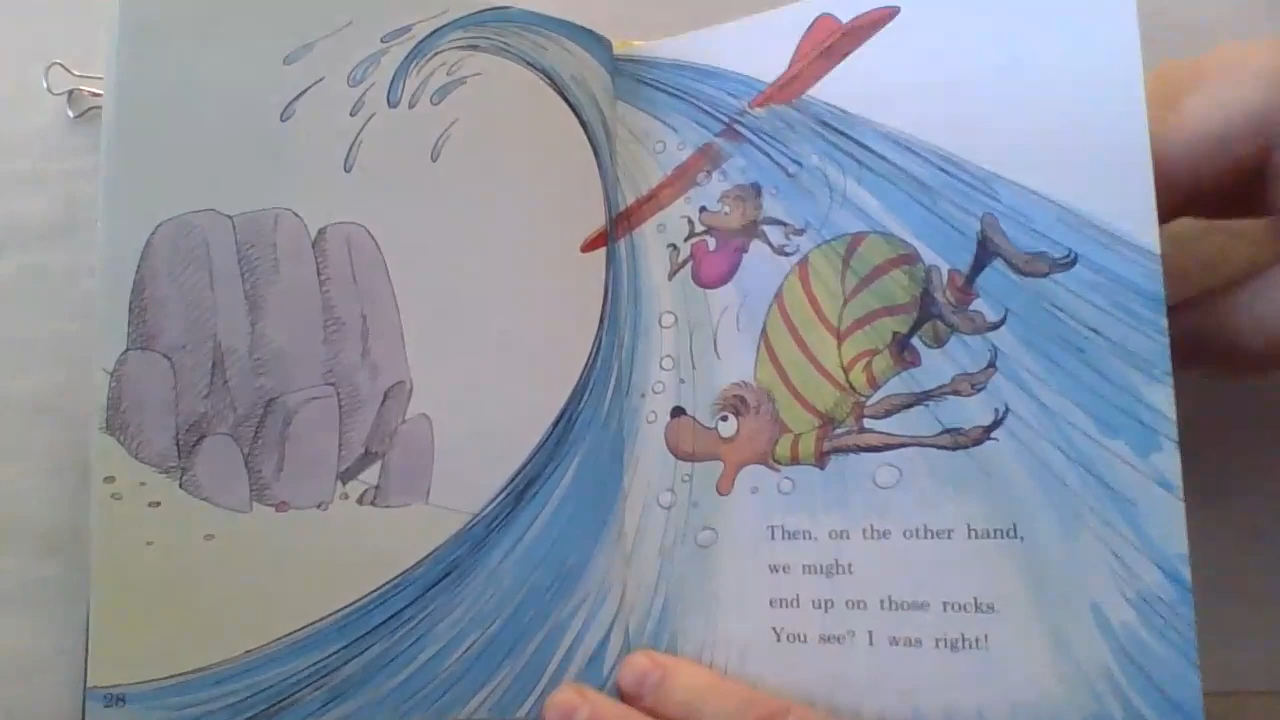 Then, on the other hand,
we might
end up on those rocks.
You see? I was right!
28